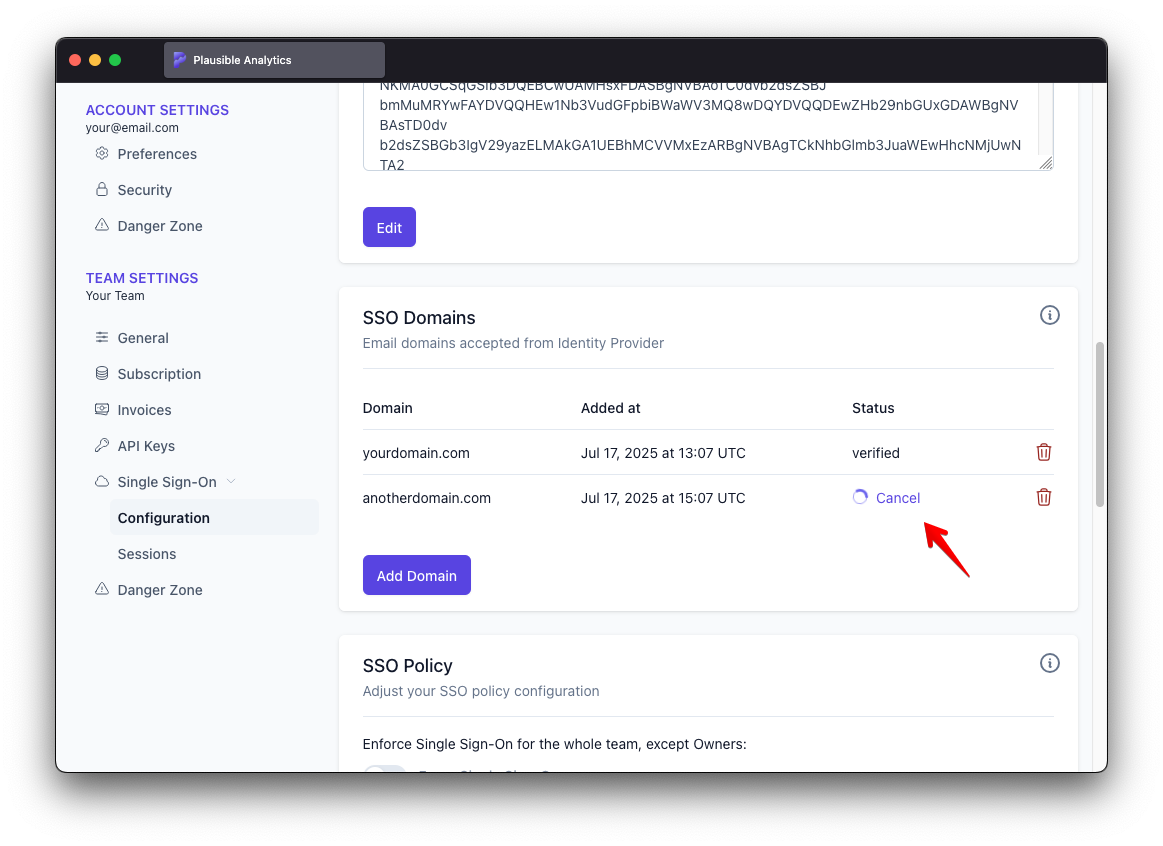 Plausible Analytics
ACCOUNT SETTINGS
your@email.com
Preferences
Security
Danger Zone
TEAM SETTINGS
Your Team
General
Subscription
Invoices
API Keys
Single Sign-On
Configuration
Sessions
Danger Zone
bmMuMRYwFAYDVQQHEw1Nb3VudGFpbiBWaWV3MQ8wDQYDVQQDEwZHb29nbGUxGDAWBgNV
BAsTD0dv
b2dsZSBGb3IgV29yazELMAkGA1UEBhMCVVMxEzARBgNVBAgTCkNhbGlmb3JuaWEwHhcNMjUwN
TA2
Edit
SSO Domains
Email domains accepted from Identity Provider
Domain Added at Status
yourdomain.com Jul 17, 2025 at 13:07 UTC verified
anotherdomain.com Jul 17, 2025 at 15:07 UTC Cancel
Add Domain
SSO Policy
Adjust your SSO policy configuration
Enforce Single Sign-On for the whole team, except Owners: